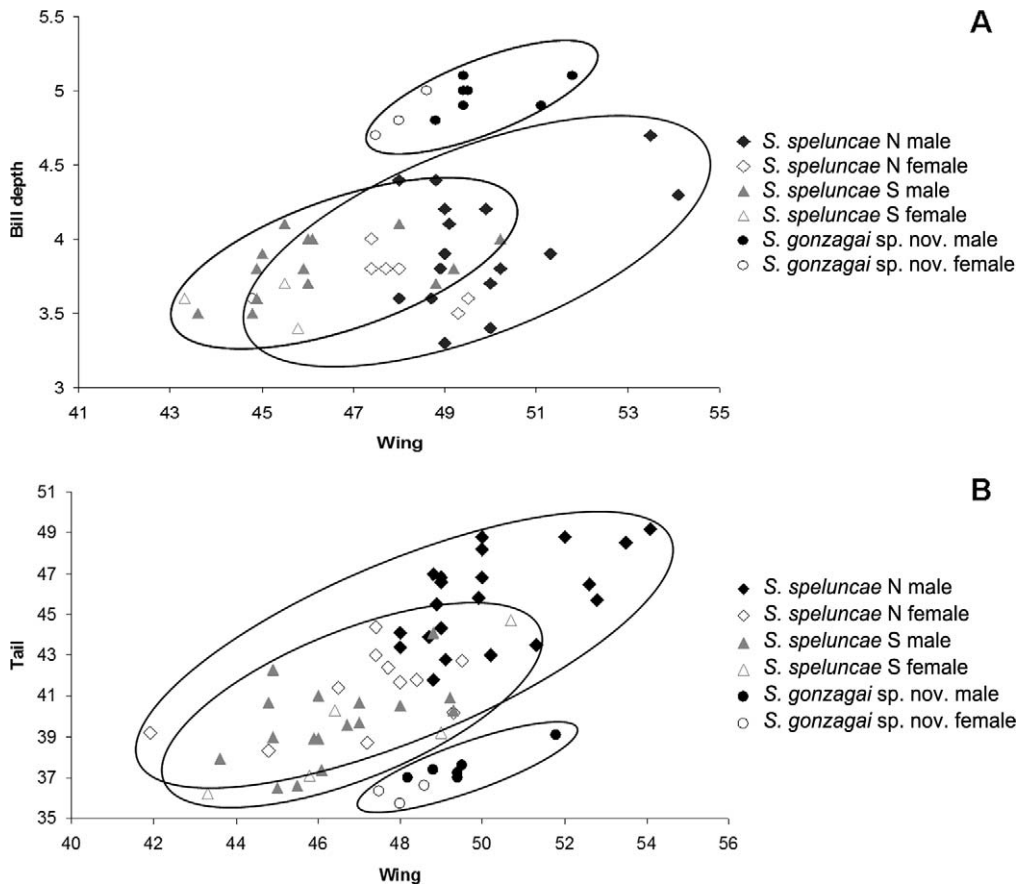 A
5.5
5
4.5
4
3.5
3
Bill depth
41 43 45 47 49 51 53 55
Wing
S. speluncae N male
S. speluncae N female
S. speluncae S male
S. speluncae S female
S. gonzagai sp. nov. male
S. gonzagai sp. nov. female
B
51
49
47
45
43
41
39
37
35
Tail
40 42 44 46 48 50 52 54 56
Wing
S. speluncae N male
S. speluncae N female
S. speluncae S male
S. speluncae S female
S. gonzagai sp. nov. male
S. gonzagai sp. nov. female